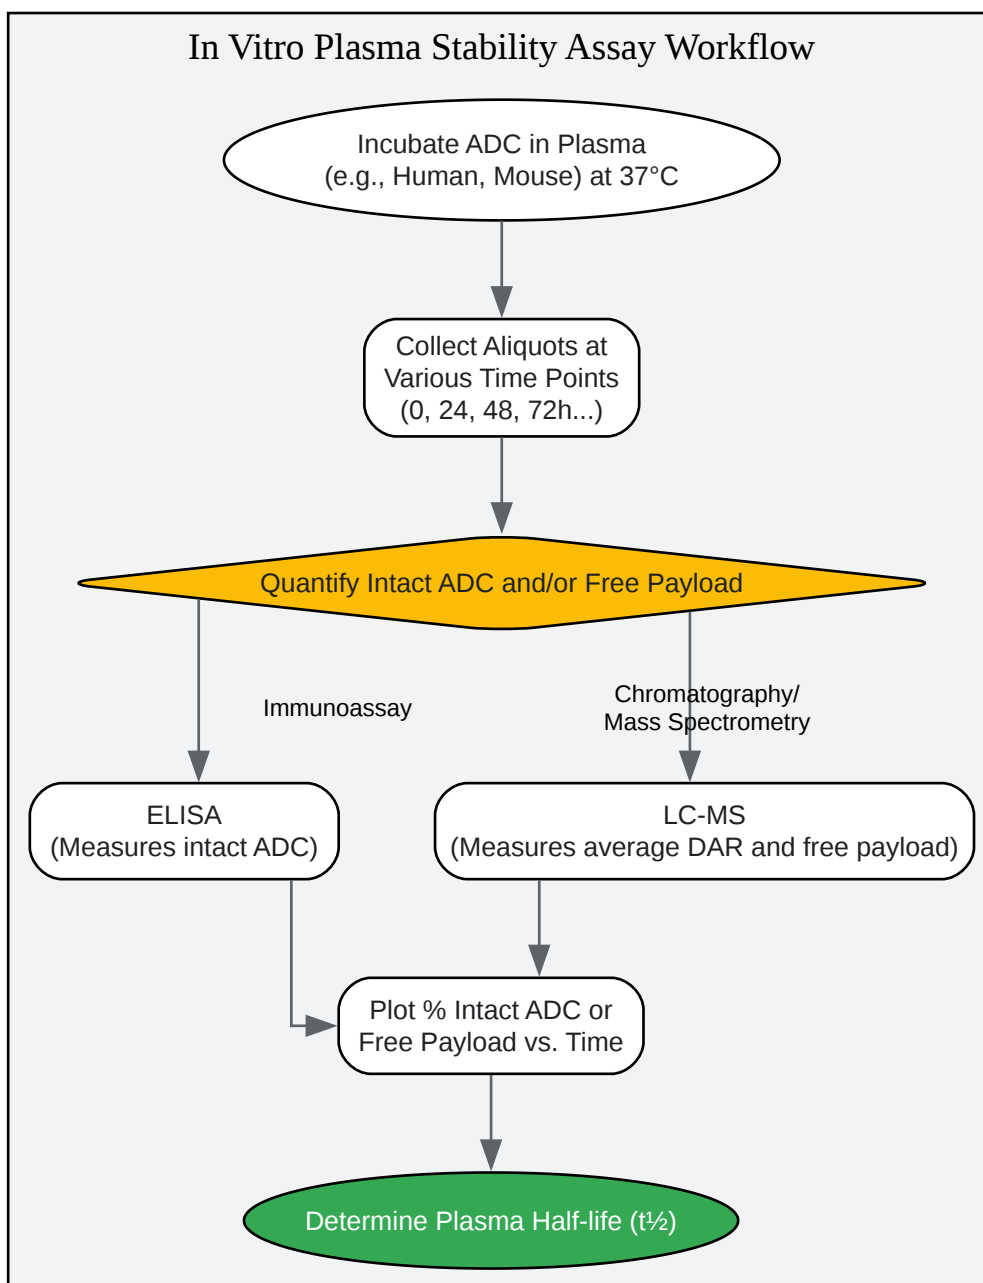 In Vitro Plasma Stability Assay Workflow
Incubate ADC in Plasma
(e.g., Human, Mouse) at 37°C
Collect Aliquots at
Various Time Points
(0, 24, 48, 72h...)
Quantify Intact ADC and/or Free Payload
Immunoassay
Chromatography/
Mass Spectrometry
ELISA
(Measures intact ADC)
LC-MS
(Measures average DAR and free payload)
Plot % Intact ADC or
Free Payload vs. Time
Determine Plasma Half-life (t½)